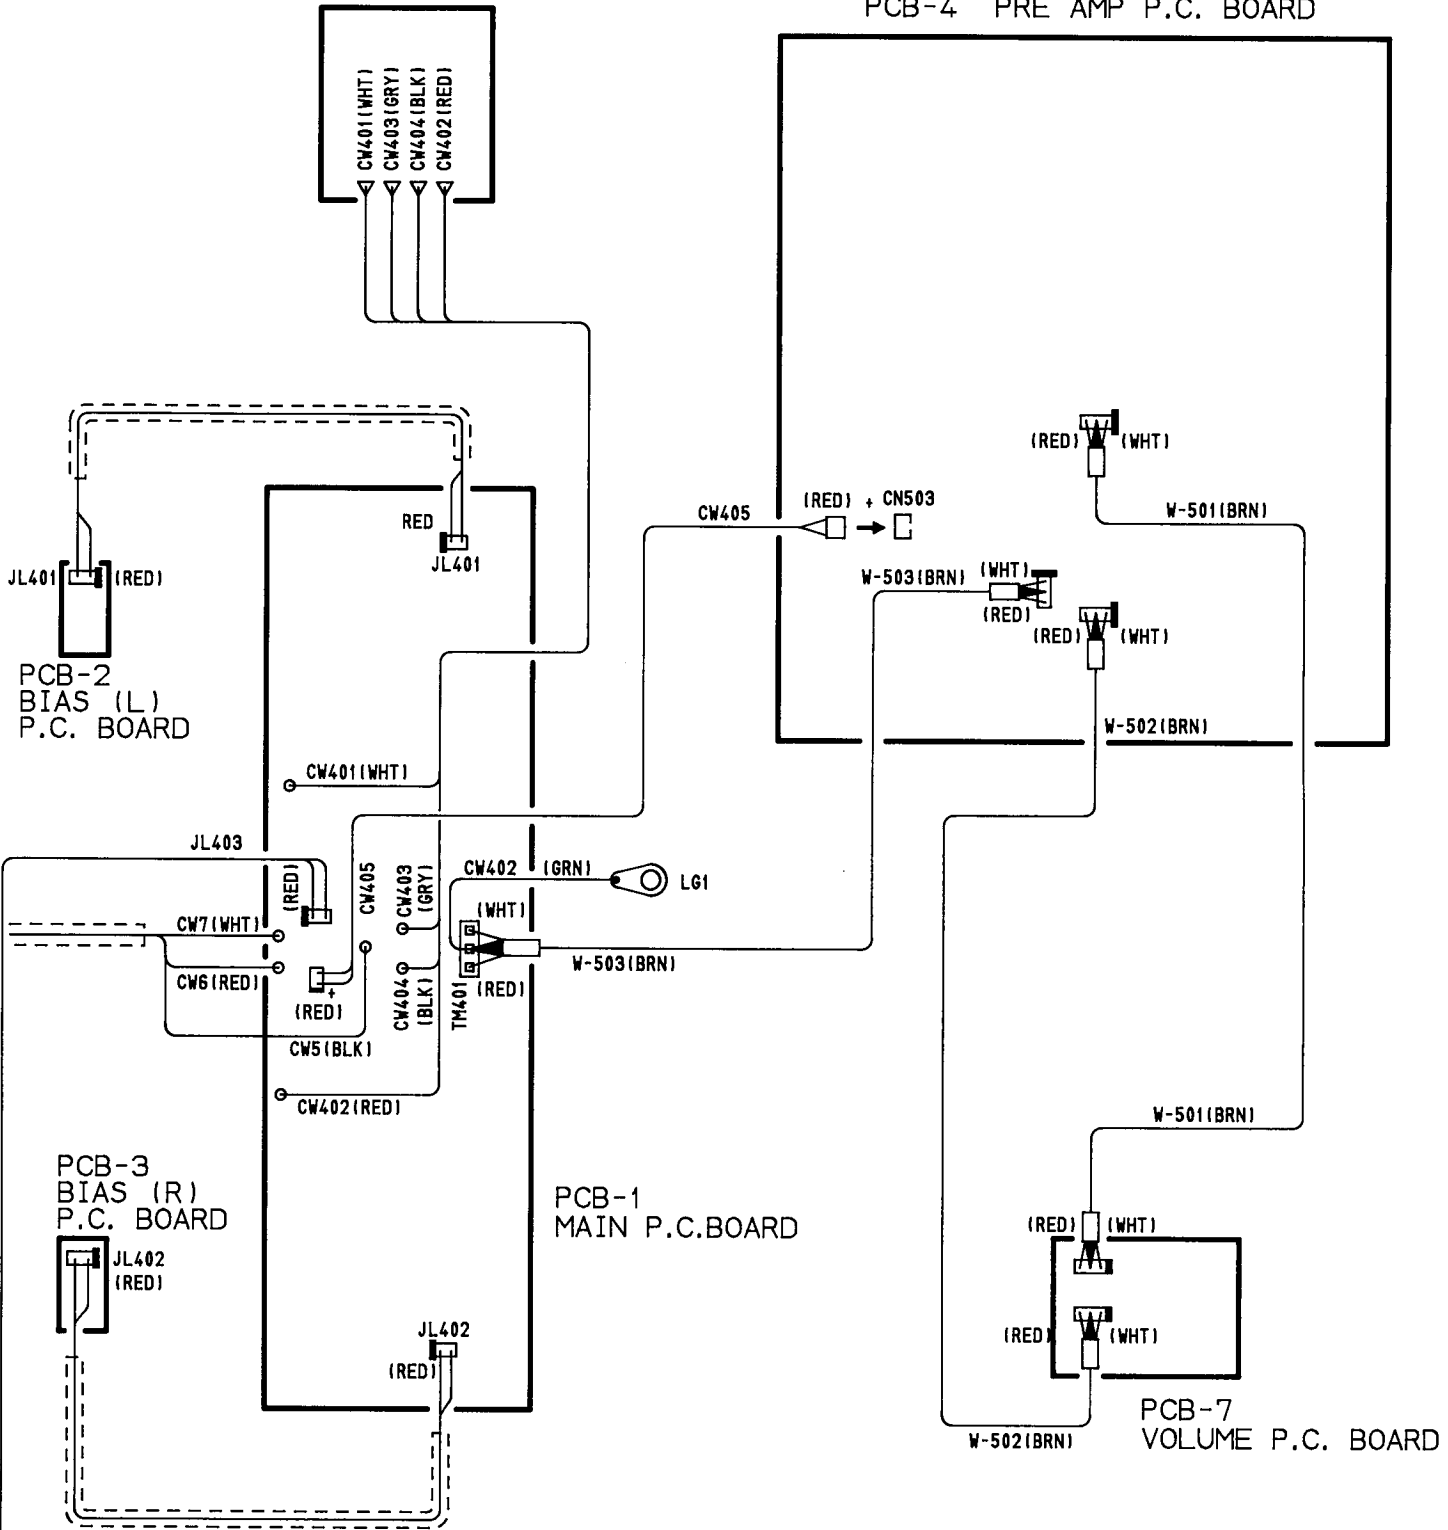 PCB-4 PRE AMP P.C. BOARD
CW401(WHT)
CW403(GRY)
CW404(BLK)
CW402(RED)
(RED)
(WHT)
W-501(BRN)
CW405
(RED) + CN503
RED
JL401
JL401
(RED)
W-503(BRN)
(WHT)
(RED)
(RED)
(WHT)
PCB-2
BIAS (L)
P.C. BOARD
W-502(BRN)
CW401(WHT)
JL403
(RED)
CW405
CW403
(GRY)
CW402 (GRN)
LG1
CW7(WHT)
(WHT)
CW6(RED)
+
(RED)
CW404
(BLK)
TM401
(RED)
W-503(BRN)
CW5(BLK)
CW402(RED)
W-501(BRN)
PCB-3
BIAS (R)
P.C. BOARD
PCB-1
MAIN P.C.BOARD
(RED)
(WHT)
JL402
(RED)
JL402
(RED)
(RED)
(WHT)
PCB-7
VOLUME P.C. BOARD
W-502(BRN)